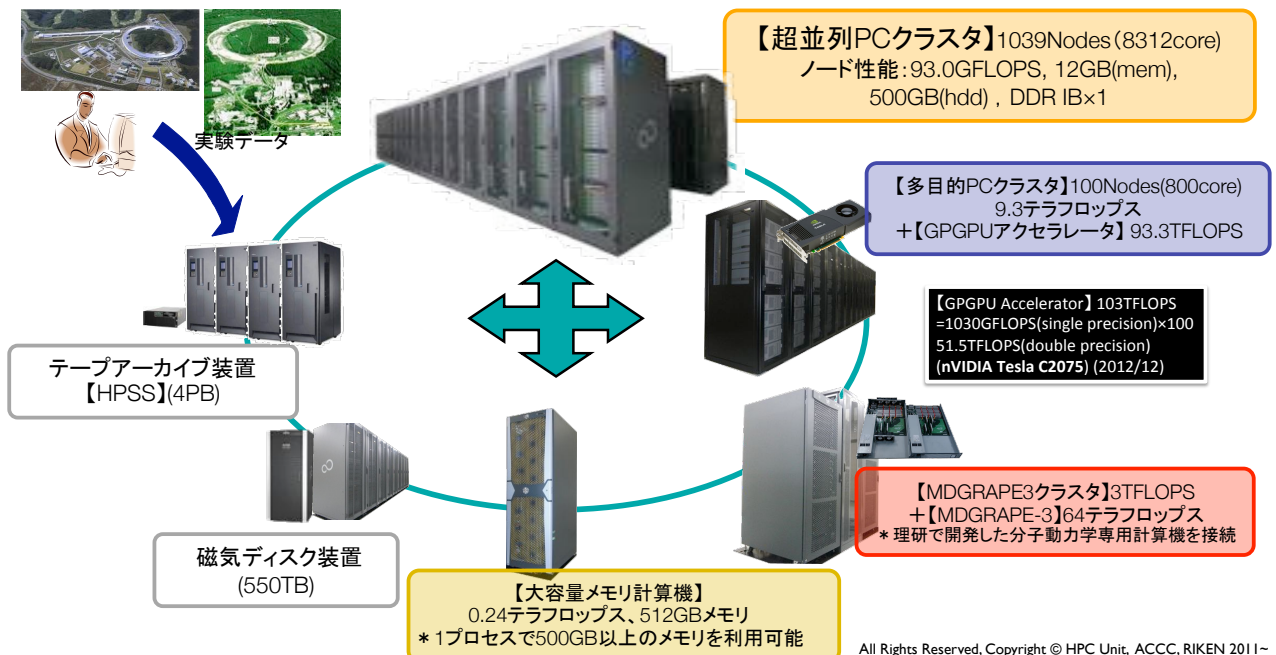 実験データ
【超並列PCクラスタ】1039Nodes(8312core)
ノード性能:93.0GFLOPS, 12GB(mem),
500GB(hdd) , DDR IB×1
【多目的PCクラスタ】100Nodes(800core)
9.3テラフロップス
+【GPGPUアクセラレータ】 93.3TFLOPS
【GPGPU Accelerator】 103TFLOPS
=1030GFLOPS(single precision)×100
51.5TFLOPS(double precision)
(nVIDIA Tesla C2075) (2012/12)
テープアーカイブ装置
【HPSS】(4PB)
【MDGRAPE3クラスタ】3TFLOPS
+【MDGRAPE-3】64テラフロップス
* 理研で開発した分子動力学専用計算機を接続
磁気ディスク装置
(550TB)
【大容量メモリ計算機】
0.24テラフロップス、512GBメモリ
* 1プロセスで500GB以上のメモリを利用可能
All Rights Reserved, Copyright © HPC Unit, ACCC, RIKEN 2011~